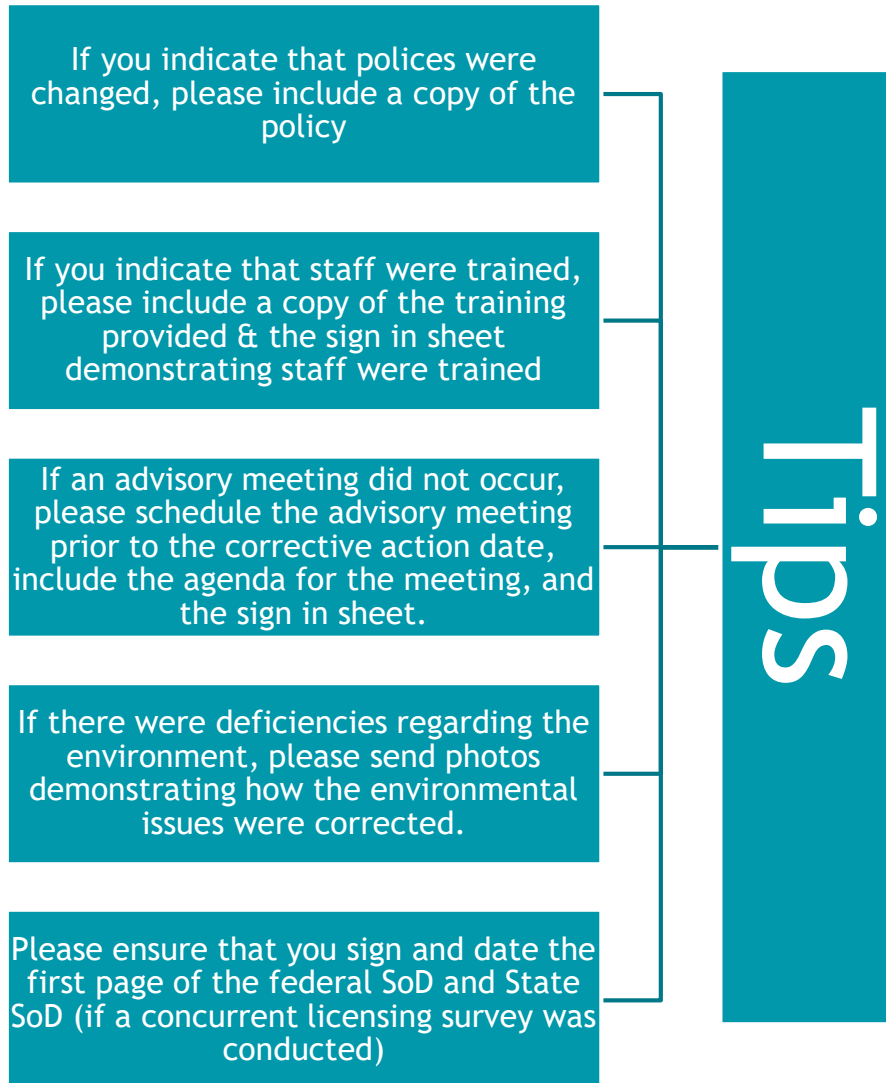 If you indicate that polices were
changed, please include a copy of the
policy
If you indicate that staff were trained,
please include a copy of the training
provided & the sign in sheet
demonstrating staff were trained
If an advisory meeting did not occur,
please schedule the advisory meeting
prior to the corrective action date,
include the agenda for the meeting, and
the sign in sheet.
If there were deficiencies regarding the
environment, please send photos
demonstrating how the environmental
issues were corrected.
Please ensure that you sign and date the
first page of the federal SoD and State
SoD (if a concurrent licensing survey was
conducted)
Tips